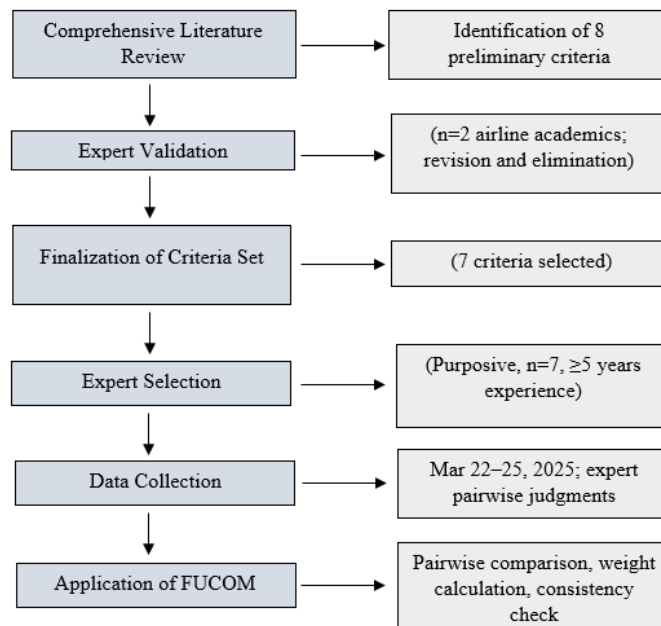 Comprehensive Literature
Review
Identification of 8
preliminary criteria
Expert Validation
(n=2 airline academics;
revision and elimination)
Finalization of Criteria Set
(7 criteria selected)
Expert Selection
(Purposive, n=7, ≥5 years
experience)
Data Collection
Mar 22–25, 2025; expert
pairwise judgments
Application of FUCOM
Pairwise comparison, weight
calculation, consistency
check